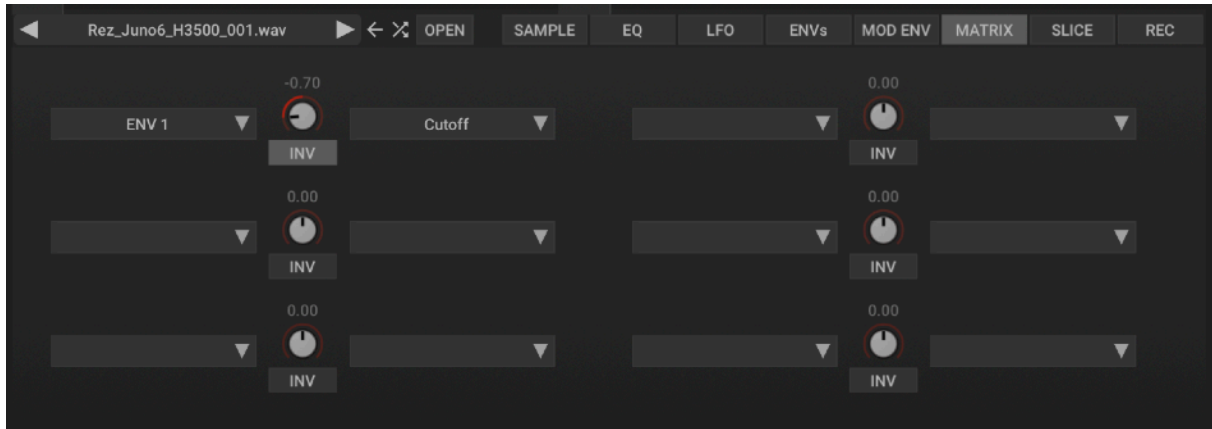 Rez_Juno6_H3500_001.wav OPEN SAMPLE EQ LFO ENVs MOD ENV MATRIX SLICE REC
-0.70 0.00
ENV 1 Cutoff
INV INV
0.00 0.00
INV INV
0.00 0.00
INV INV